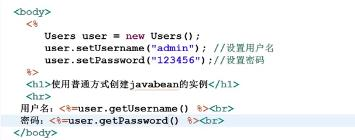 <body>
<%
Users user = new Users();
user.setUsername("admin"); //设置用户名
user.setPassword("123456");//设置密码
%>
<h1>使用普通方式创建javabean的实例</h1>
<hr>
用户名：<%=user.getUsername() %><br>
密码：<%=user.getPassword() %><br>
</body>